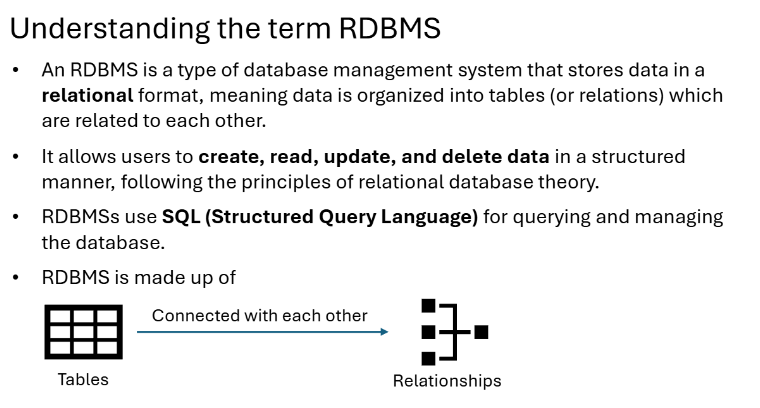 Understanding the term RDBMS
• An RDBMS is a type of database management system that stores data in a
relational format, meaning data is organized into tables (or relations) which
are related to each other.
• It allows users to create, read, update, and delete data in a structured
manner, following the principles of relational database theory.
• RDBMSs use SQL (Structured Query Language) for querying and managing
the database.
• RDBMS is made up of
Connected with each other
Tables
Relationships